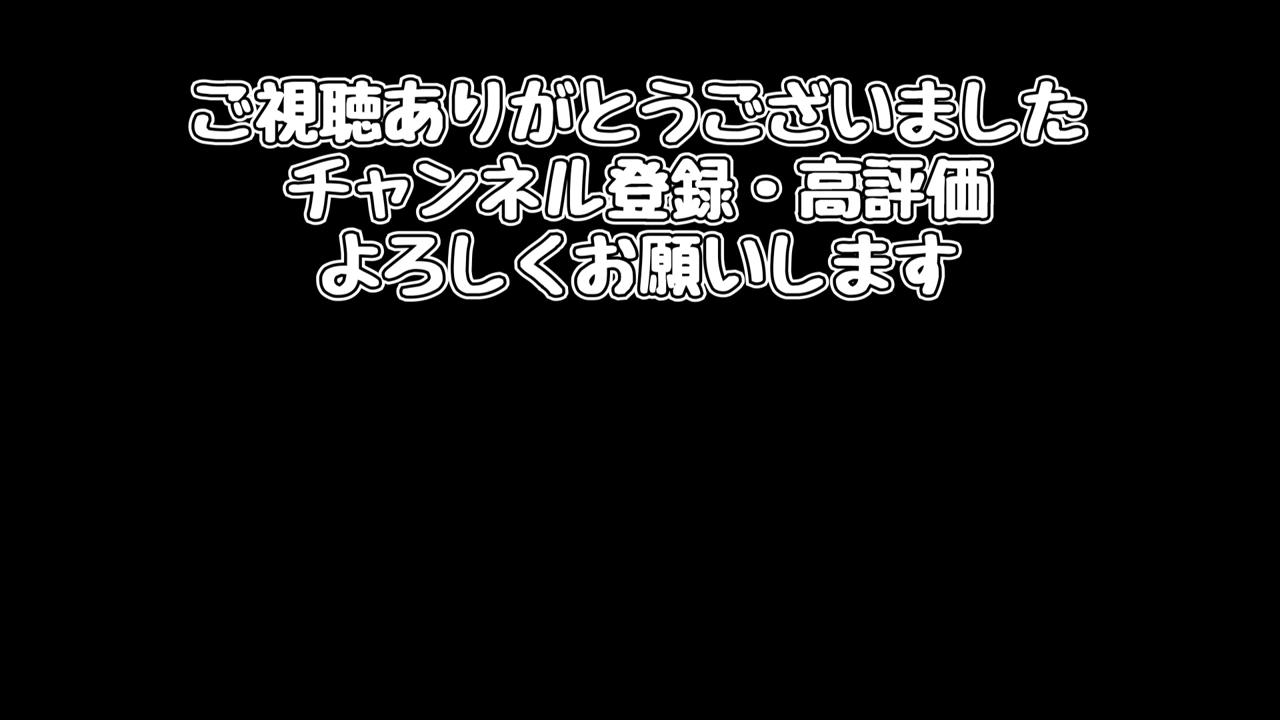 ご視聴ありがとうございました
チャンネル登録・高評価
よろしくお願いします